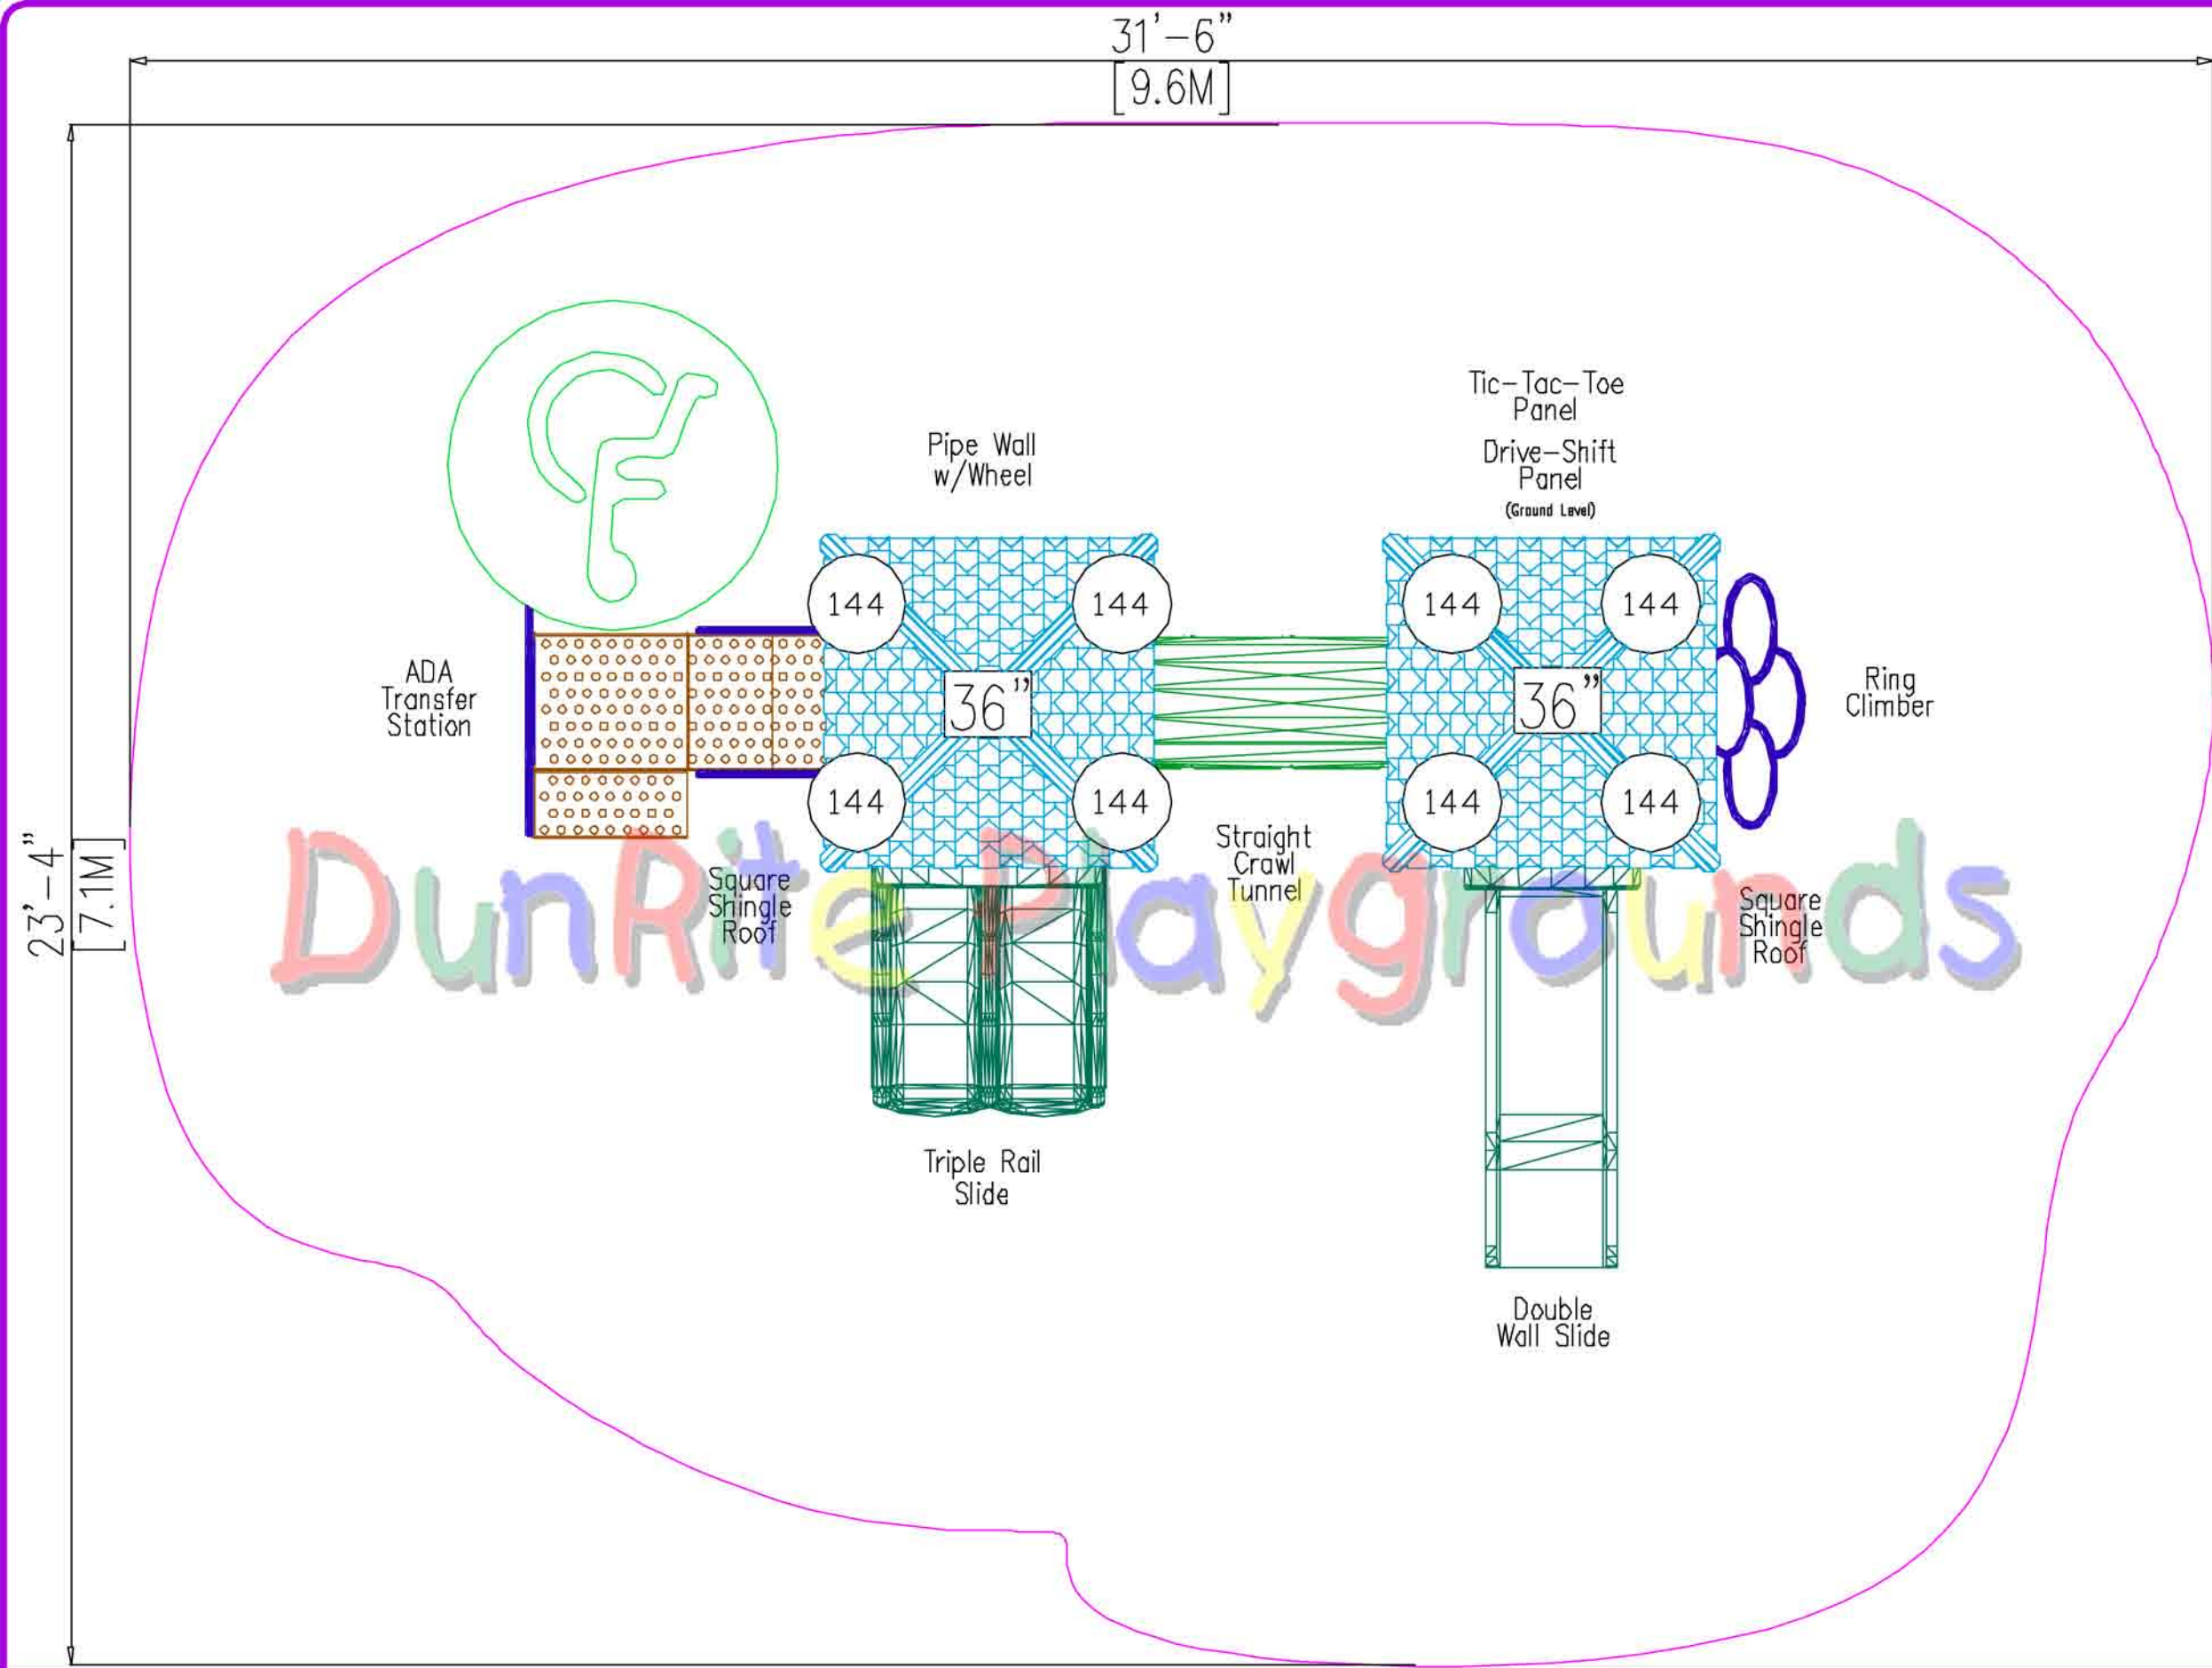 31'-6"
[9.6M]
23'-4"
[7.1M]
Tic-Tac-Toe
Panel
Drive-Shift
Panel
(Ground Level)
Pipe Wall
w/Wheel
144
144
144
144
ADA
Transfer
Station
36"
36"
Ring
Climber
144
144
144
144
Straight
Crawl
Tunnel
Square
Shingle
Roof
Square
Shingle
Roof
DunRite Playgrounds
Triple Rail
Slide
Double
Wall Slide